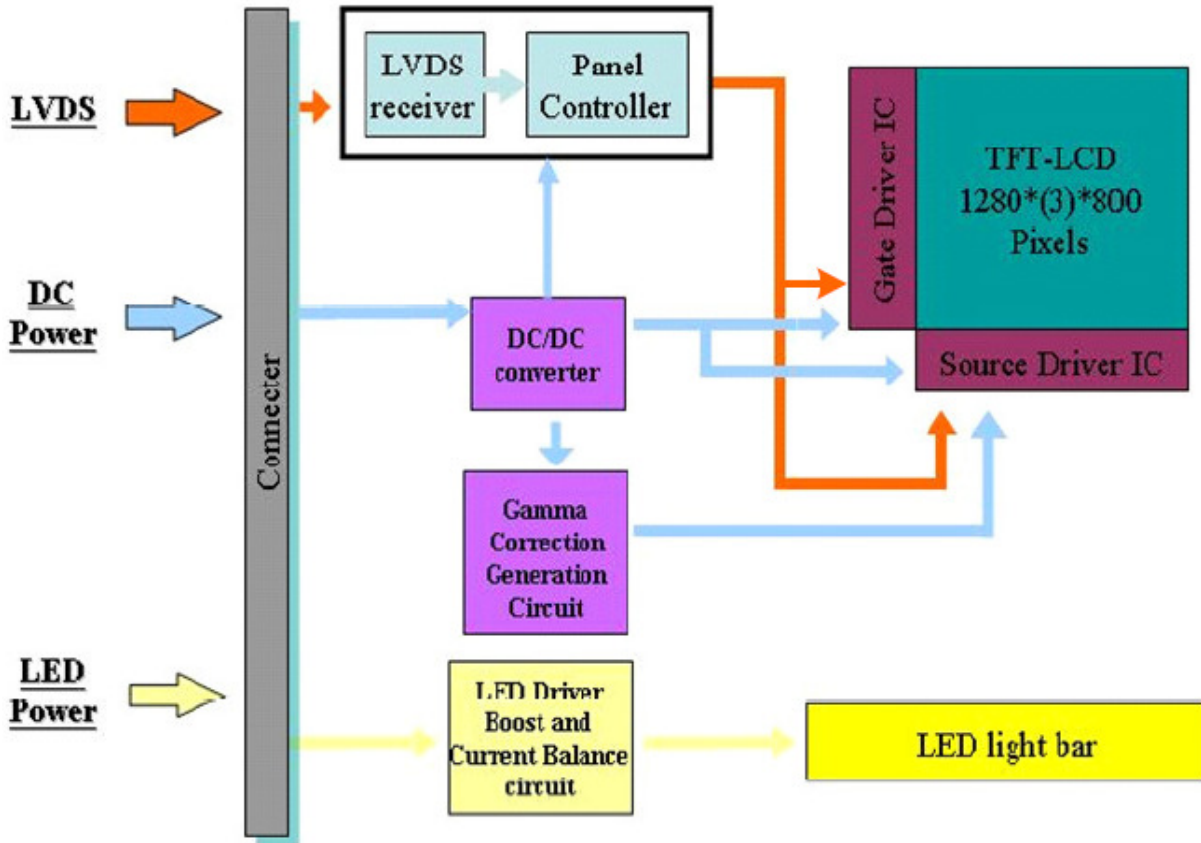 LVDS
DC
Power
LED
Power
Connecter
LVDS
receiver
Panel
Controller
DC/DC
converter
Gamma
Correction
Generation
Circuit
LED Driver
Boost and
Current Balance
circuit
Gate Driver IC
TFT-LCD
1280*(3)*800
Pixels
Source Driver IC
LED light bar